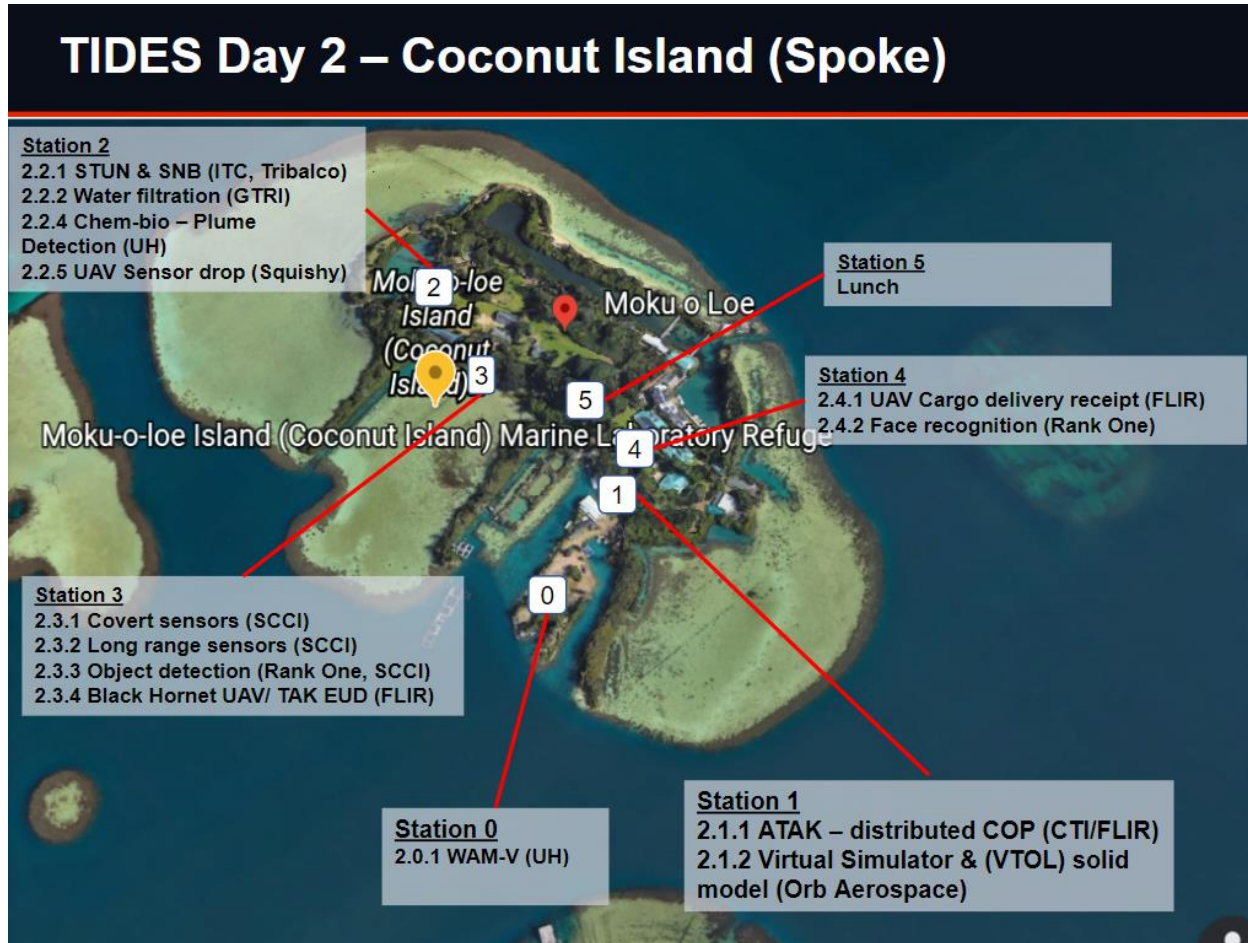 TIDES Day 2 – Coconut Island (Spoke)
Station 2
2.2.1 STUN & SNB (ITC, Tribalco)
2.2.2 Water filtration (GTRI)
2.2.4 Chem-bio – Plume
Detection (UH)
2.2.5 UAV Sensor drop (Squishy)
Station 5
Lunch
Station 4
2.4.1 UAV Cargo delivery receipt (FLIR)
2.4.2 Face recognition (Rank One)
2
Island
(Coconut
3
Moku o Loe
5
Moku-o-loe Island (Coconut Island) Marine Laboratory Refuge
4
1
0
Station 3
2.3.1 Covert sensors (SCCI)
2.3.2 Long range sensors (SCCI)
2.3.3 Object detection (Rank One, SCCI)
2.3.4 Black Hornet UAV/ TAK EUD (FLIR)
Station 0
2.0.1 WAM-V (UH)
Station 1
2.1.1 ATAK – distributed COP (CTI/FLIR)
2.1.2 Virtual Simulator & (VTOL) solid
model (Orb Aerospace)